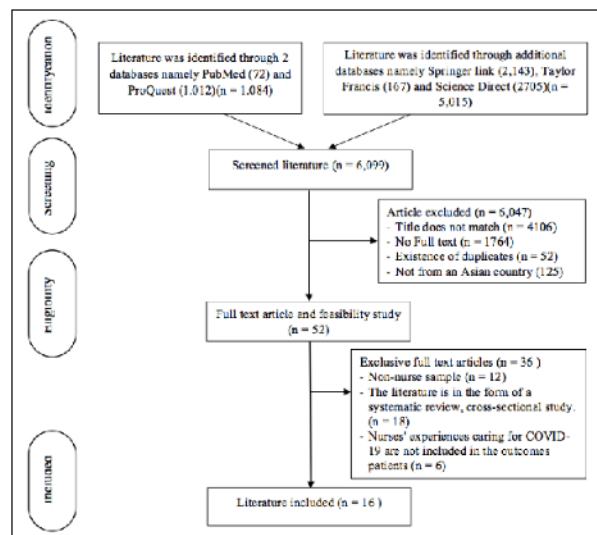 Identification
Literature was identified through 2
databases namely PubMed (72) and
ProQuest (1.012)(n = 1.084)
Literature was identified through additional
databases namely Springer link (2,143), Taylor
Francis (167) and Science Direct (2705)(n =
5,015)
Screening
Screened literature (n = 6,099)
Article excluded (n = 6,047)
- Title does not match (n = 4106)
- No Full text (n = 1764)
- Existence of duplicates (n = 52)
- Not from an Asian country (125)
Eligibility
Full text article and feasibility study
(n = 52)
Exclusive full text articles (n = 36 )
- Non-nurse sample (n = 12)
- The literature is in the form of a
systematic review, cross-sectional study.
(n = 18)
- Nurses' experiences caring for COVID-
19 are not included in the outcomes
patients (n = 6)
Included
Literature included (n = 16 )